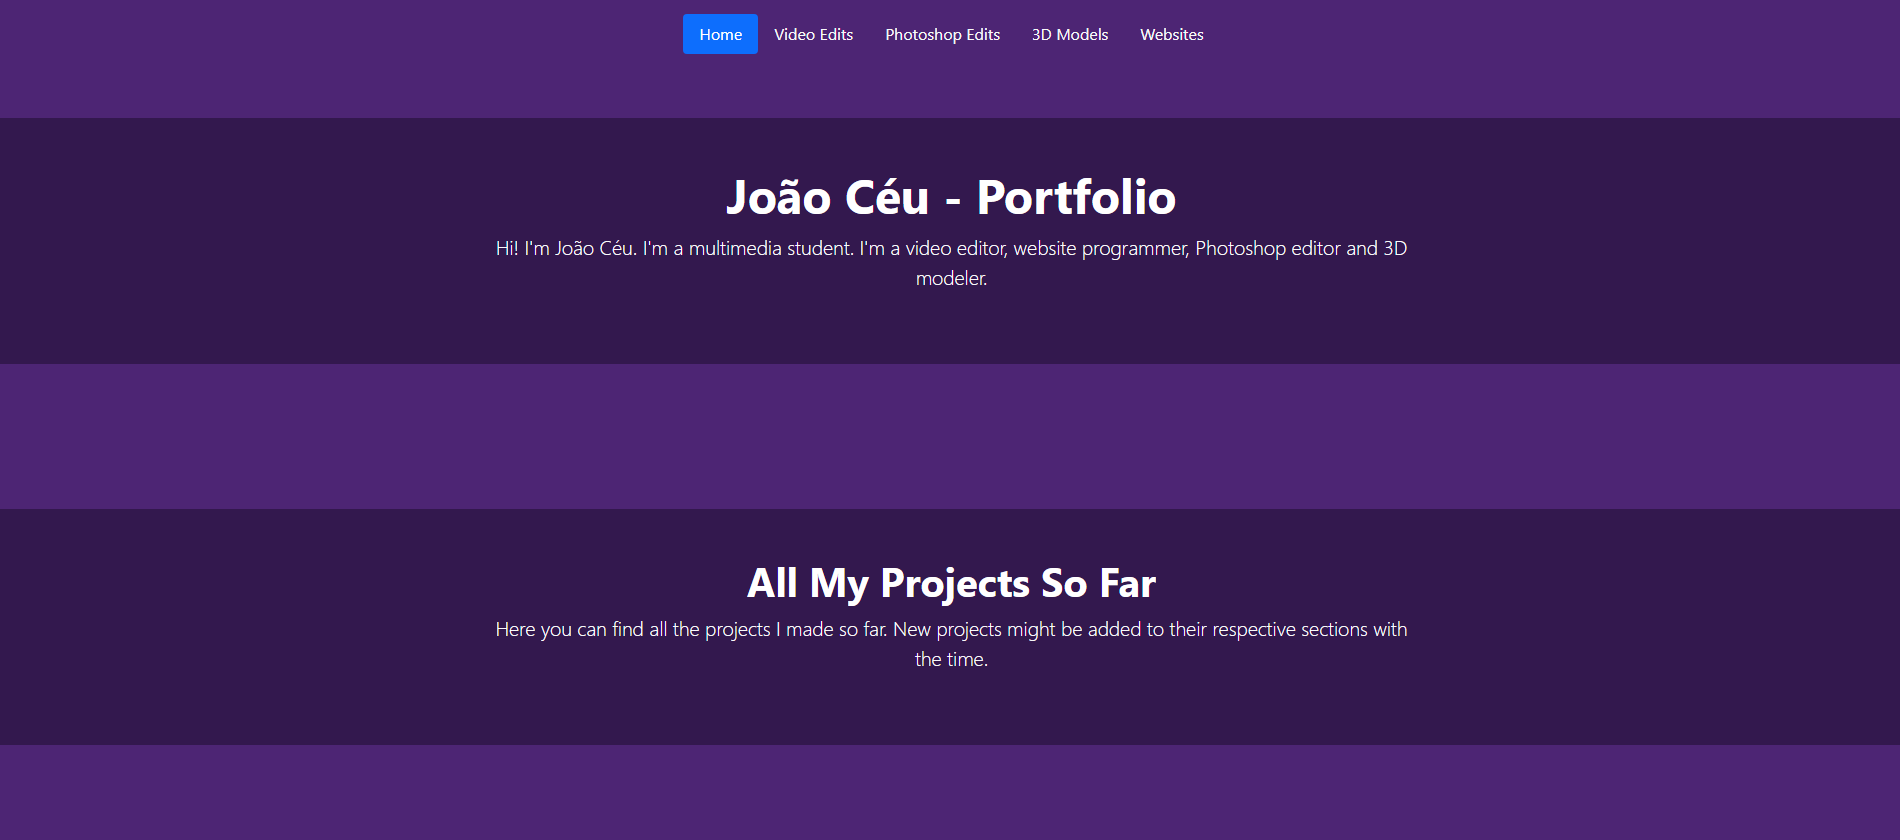 Home Video Edits Photoshop Edits 3D Models Websites
João Céu - Portfolio
Hi! I'm João Céu. I'm a multimedia student. I'm a video editor, website programmer, Photoshop editor and 3D
modeler.
All My Projects So Far
Here you can find all the projects I made so far. New projects might be added to their respective sections with
the time.